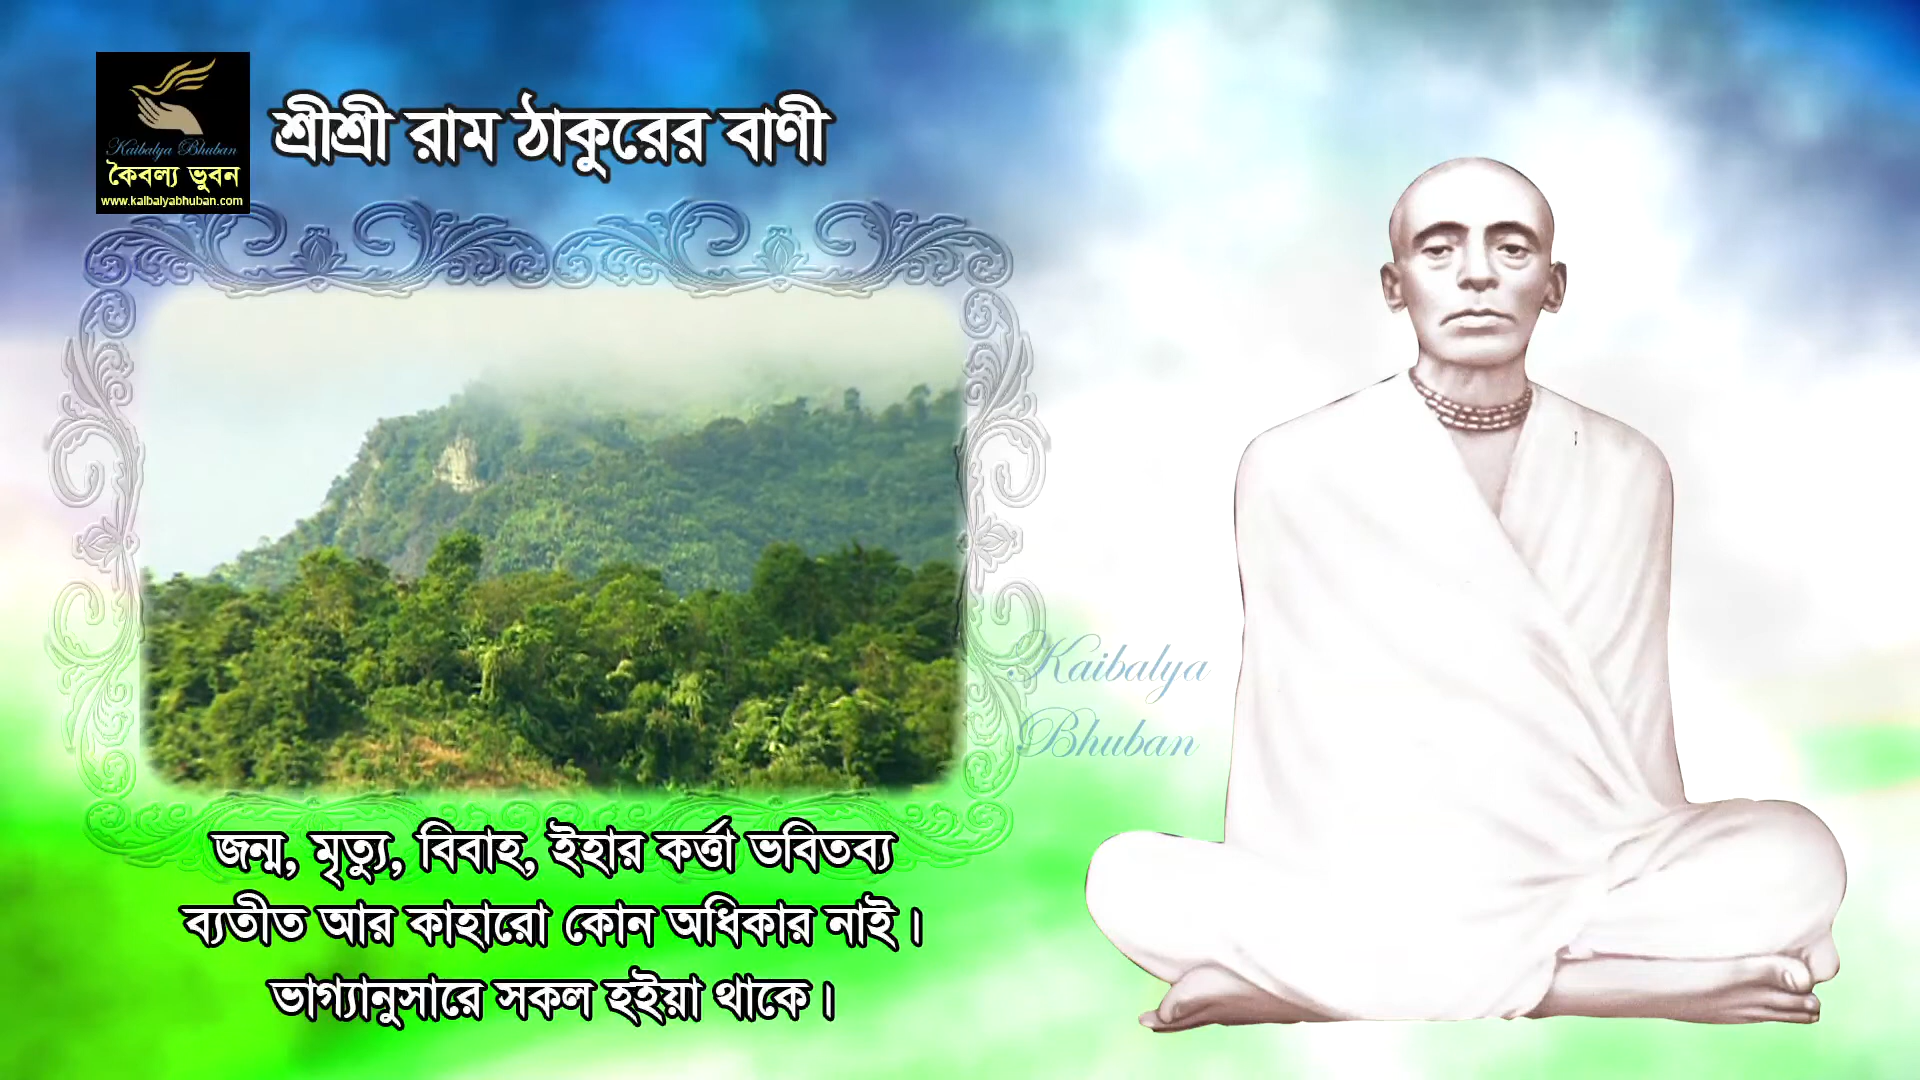 শ্রীশ্রী রাম ঠাকুরের বাণী
Kaibalya Bhuban
কৈবল্য ভুবন
www.kaibalyabhuban.com
Kaibalya
Bhuban
জন্ম, মৃত্যু, বিবাহ, ইহার কর্ত্তা ভবিতব্য
ব্যতীত আর কাহারো কোন অধিকার নাই।
ভাগ্যানুসারে সকল হইয়া থাকে।